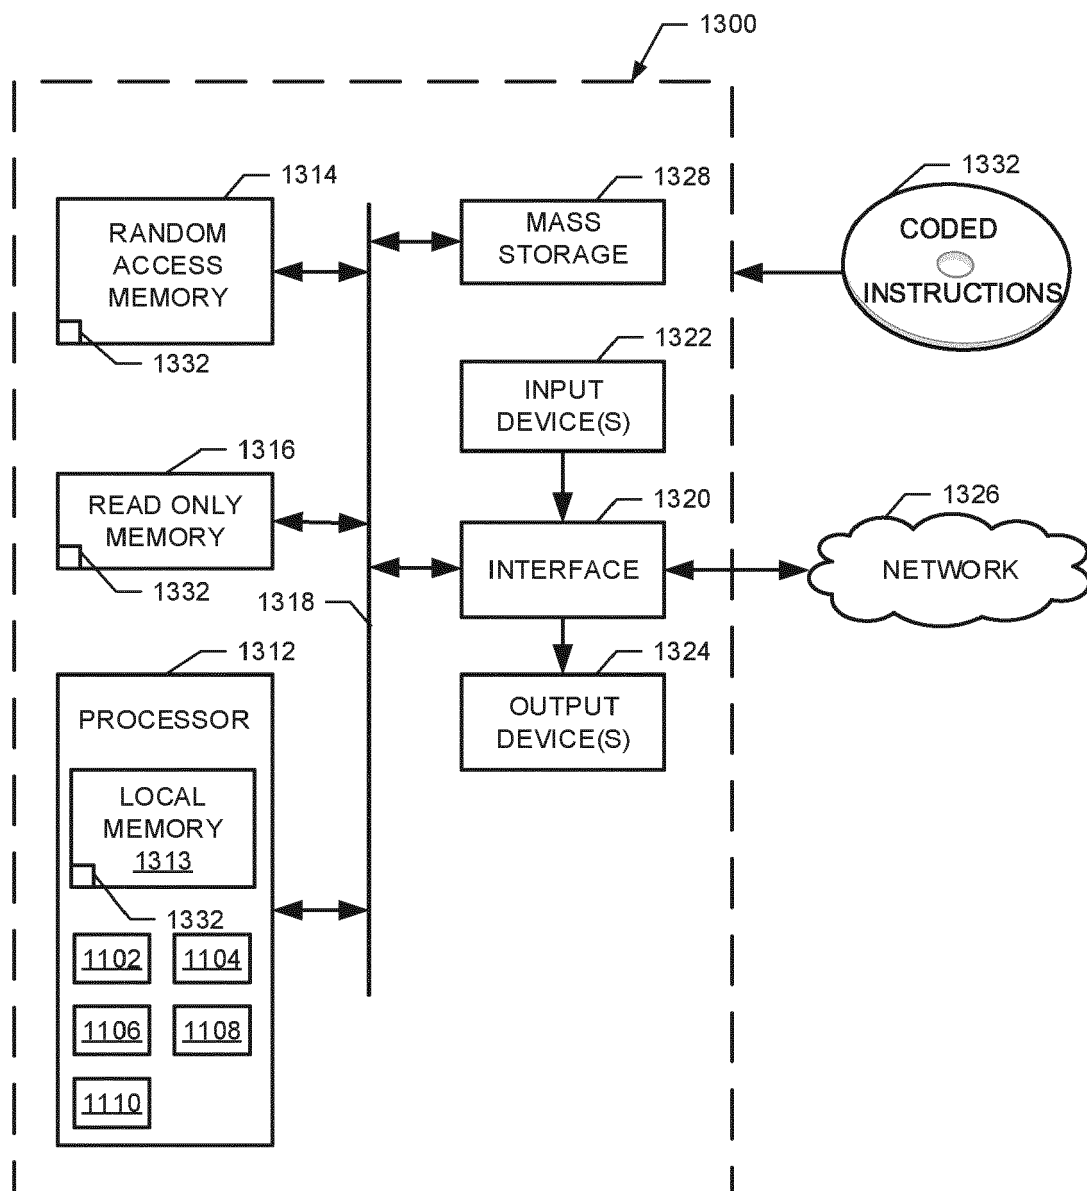 1300
1314
RANDOM
ACCESS
MEMORY
1332
1328
MASS
STORAGE
1332
CODED
INSTRUCTIONS
1322
INPUT
DEVICE(S)
1316
READ ONLY
MEMORY
1332
1318
1320
INTERFACE
1326
NETWORK
1312
PROCESSOR
LOCAL
MEMORY
1313
1332
1324
OUTPUT
DEVICE(S)
1102
1104
1106
1108
1110